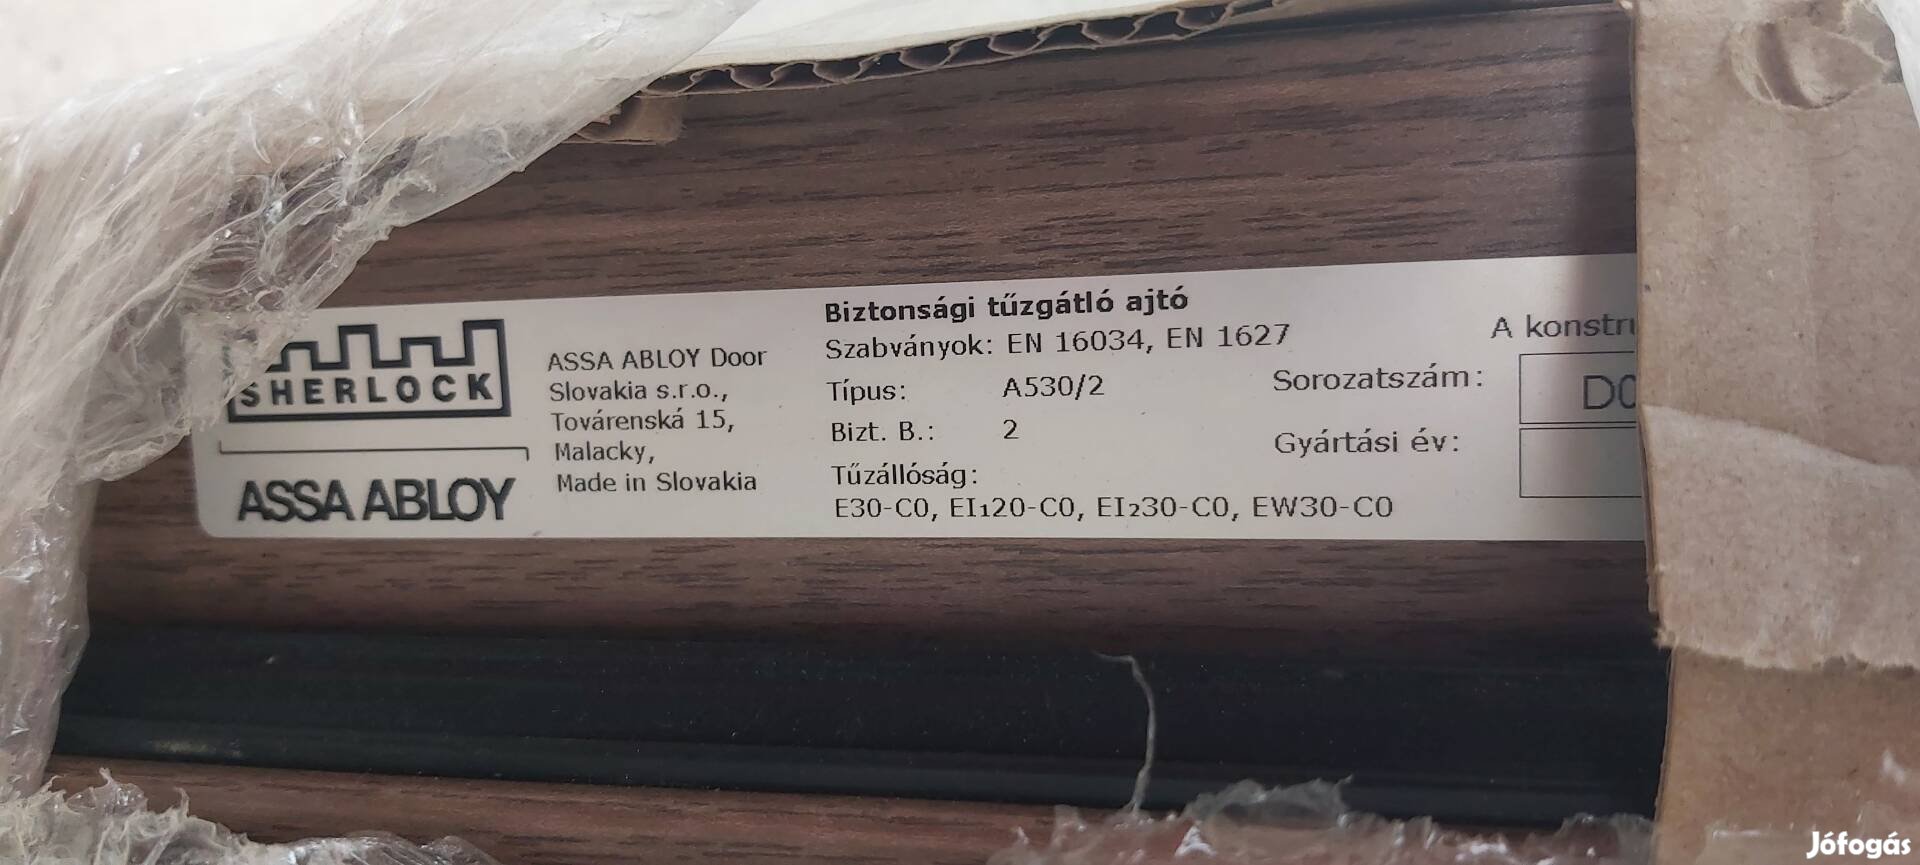 SHERLOCK
ASSA ABLOY
ASSA ABLOY Door
Slovakia s.r.o.,
Továrenská 15,
Malacky,
Made in Slovakia
Biztonsági tűzgátló ajtó
Szabványok: EN 16034, EN 1627
Típus: A530/2
Bizt. B.: 2
Tűzállóság:
E30-C0, EI₁20-C0, EI₂30-C0, EW30-C0
A
Sorozatszám:
Gyártási év:
Jófogás